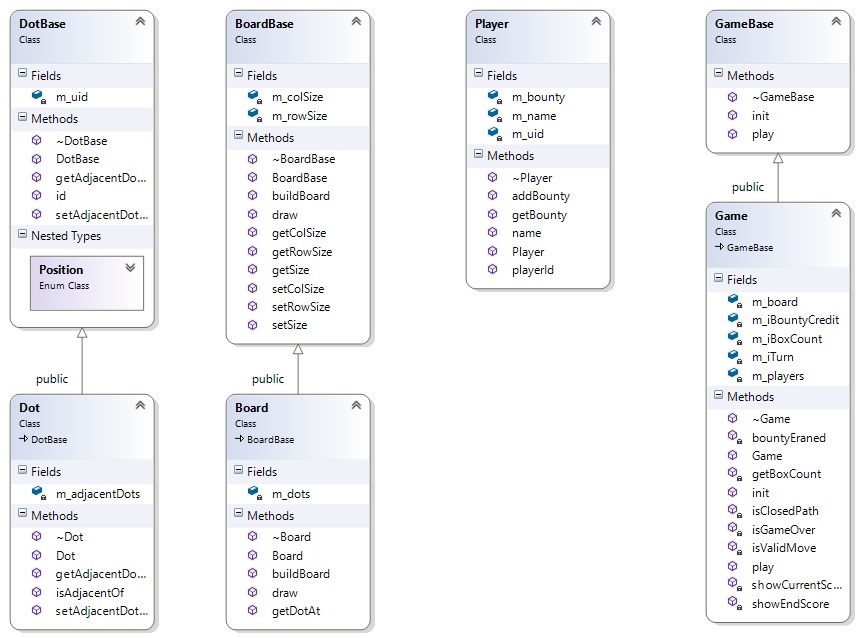 DotBase
Class
Fields
m_uid
Methods
~DotBase
DotBase
getAdjacentDo...
id
setAdjacentDot...
Nested Types
Position
Enum Class
public
Dot
Class
DotBase
Fields
m_adjacentDots
Methods
~Dot
Dot
getAdjacentDo...
isAdjacentOf
setAdjacentDot...
BoardBase
Class
Fields
m_colSize
m_rowSize
Methods
~BoardBase
BoardBase
buildBoard
draw
getColSize
getRowSize
getSize
setColSize
setRowSize
setSize
public
Board
Class
BoardBase
Fields
m_dots
Methods
~Board
Board
buildBoard
draw
getDotAt
Player
Class
Fields
m_bounty
m_name
m_uid
Methods
~Player
addBounty
getBounty
name
Player
playerId
GameBase
Class
Methods
~GameBase
init
play
public
Game
Class
GameBase
Fields
m_board
m_iBountyCredit
m_iBoxCount
m_iTurn
m_players
Methods
~Game
bountyEraned
Game
getBoxCount
init
isClosedPath
isGameOver
isValidMove
play
showCurrentSc...
showEndScore